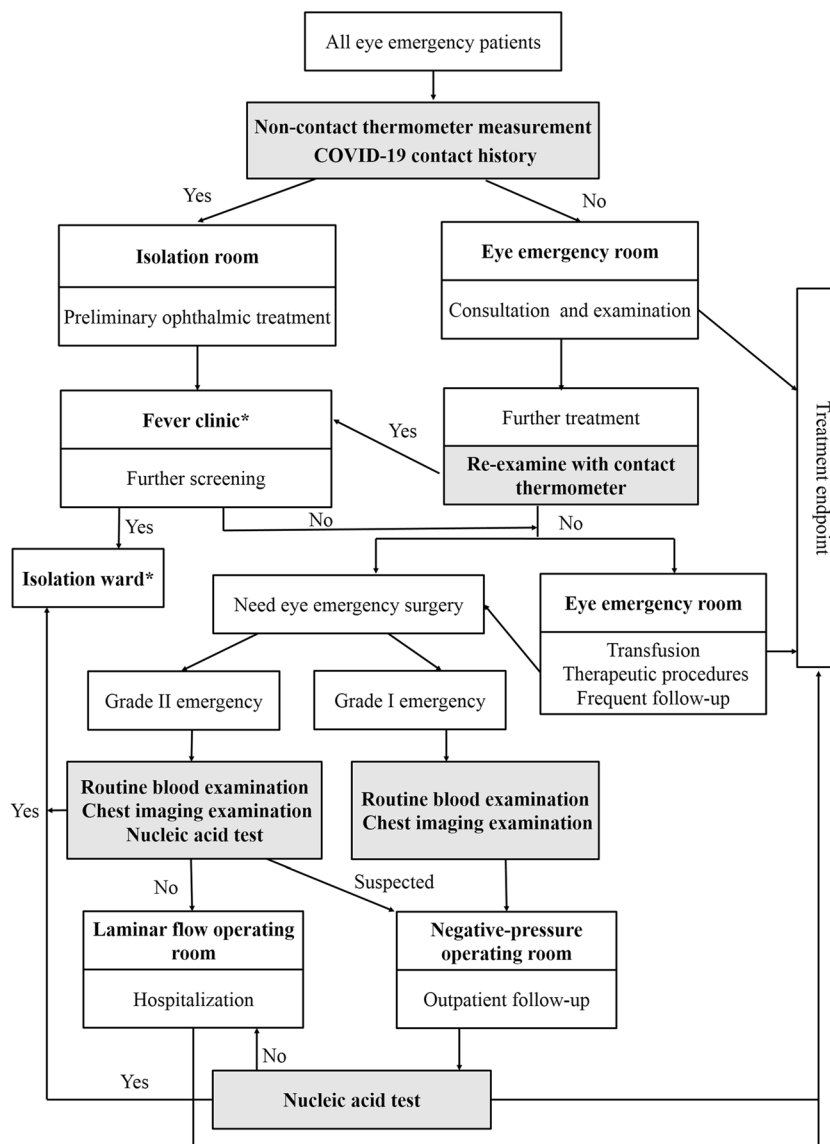 All eye emergency patients
Non-contact thermometer measurement
COVID-19 contact history
Yes
No
Isolation room
Preliminary ophthalmic treatment
Eye emergency room
Consultation and examination
Treatment endpoint
Fever clinic*
Further screening
Yes
Further treatment
Re-examine with contact
thermometer
Yes
No
No
Isolation ward*
Need eye emergency surgery
Eye emergency room
Transfusion
Therapeutic procedures
Frequent follow-up
Grade II emergency
Grade I emergency
Yes
Routine blood examination
Chest imaging examination
Nucleic acid test
Routine blood examination
Chest imaging examination
No
Suspected
Laminar flow operating
room
Hospitalization
Negative-pressure
operating room
Outpatient follow-up
No
Yes
Nucleic acid test